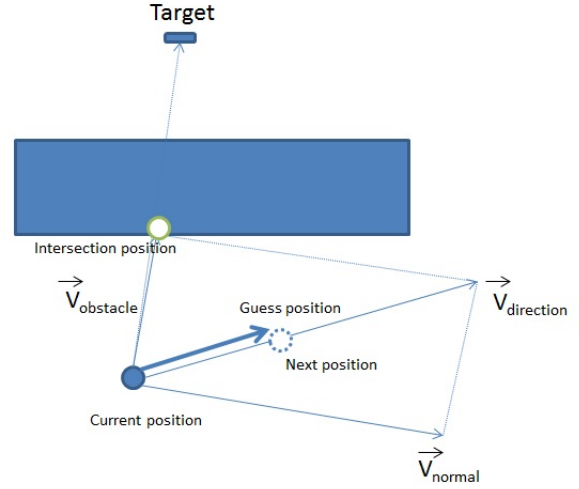 Target
Intersection position
V obstacle
Guess position
V direction
Next position
Current position
V normal